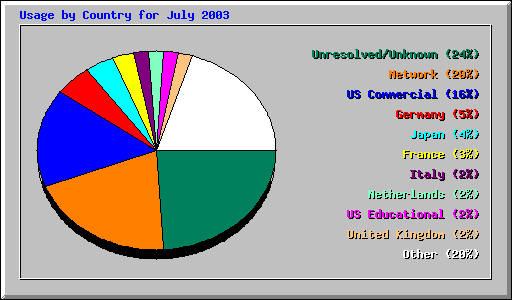 Usage by Country for July 2003
Unresolved/Unknown (24%)
Network (20%)
US Commercial (16%)
Germany (5%)
Japan (4%)
France (3%)
Italy (2%)
Netherlands (2%)
US Educational (2%)
United Kingdom (2%)
Other (20%)